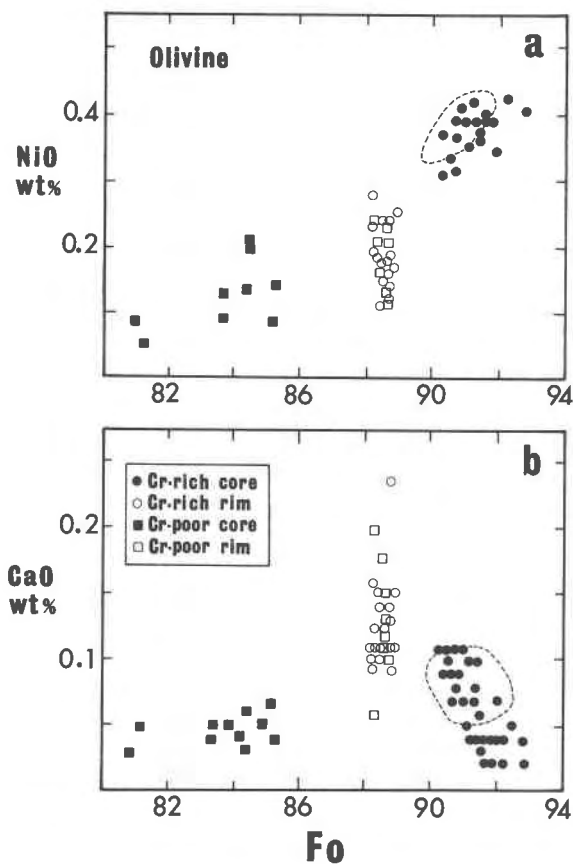 a
Olivine
0.4
NiO
wt%
0.2
82 86 90 94
b
Cr-rich core
Cr-rich rim
Cr-poor core
Cr-poor rim
0.2
CaO
wt%
0.1
82 86 90 94
Fo